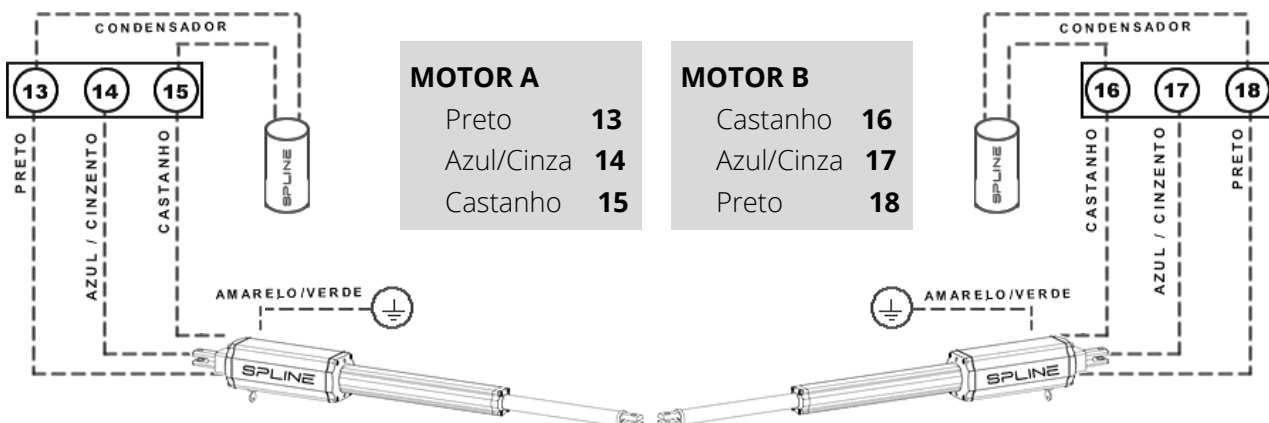 CONDENSADOR
13 14 15
PRETO
AZUL / CINZENTO
CASTANHO
SPLINE
AMARELO/VERDE
SPLINE
MOTOR A
Preto 13
Azul/Cinza 14
Castanho 15
MOTOR B
Castanho 16
Azul/Cinza 17
Preto 18
CONDENSADOR
16 17 18
SPLINE
CASTANHO
AZUL / CINZENTO
PRETO
AMARELO/VERDE
SPLINE